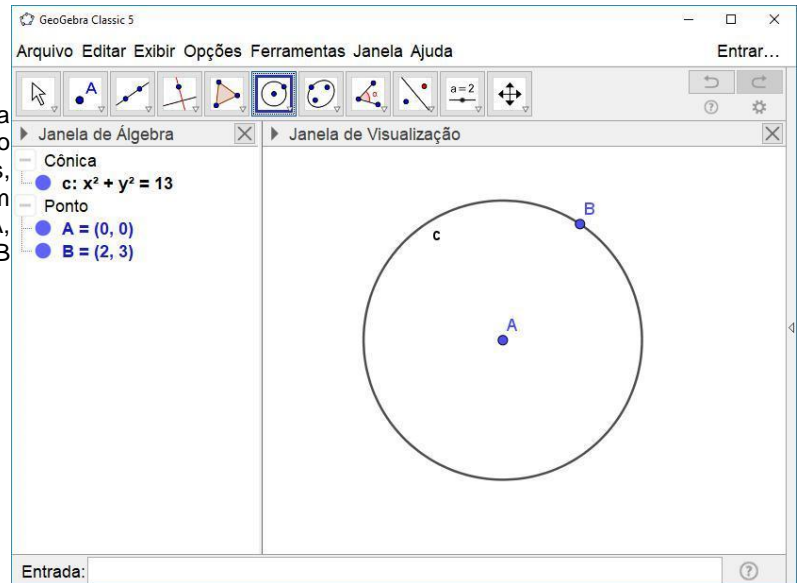 GeoGebra Classic 5
Arquivo Editar Exibir Opções Ferramentas Janela Ajuda Entrar...
A
a = 2
Janela de Álgebra
Janela de Visualização
Cônica
c: x² + y² = 13
Ponto
A = (0, 0)
B = (2, 3)
B
c
A
Entrada:
a
o
s,
m
A,
B